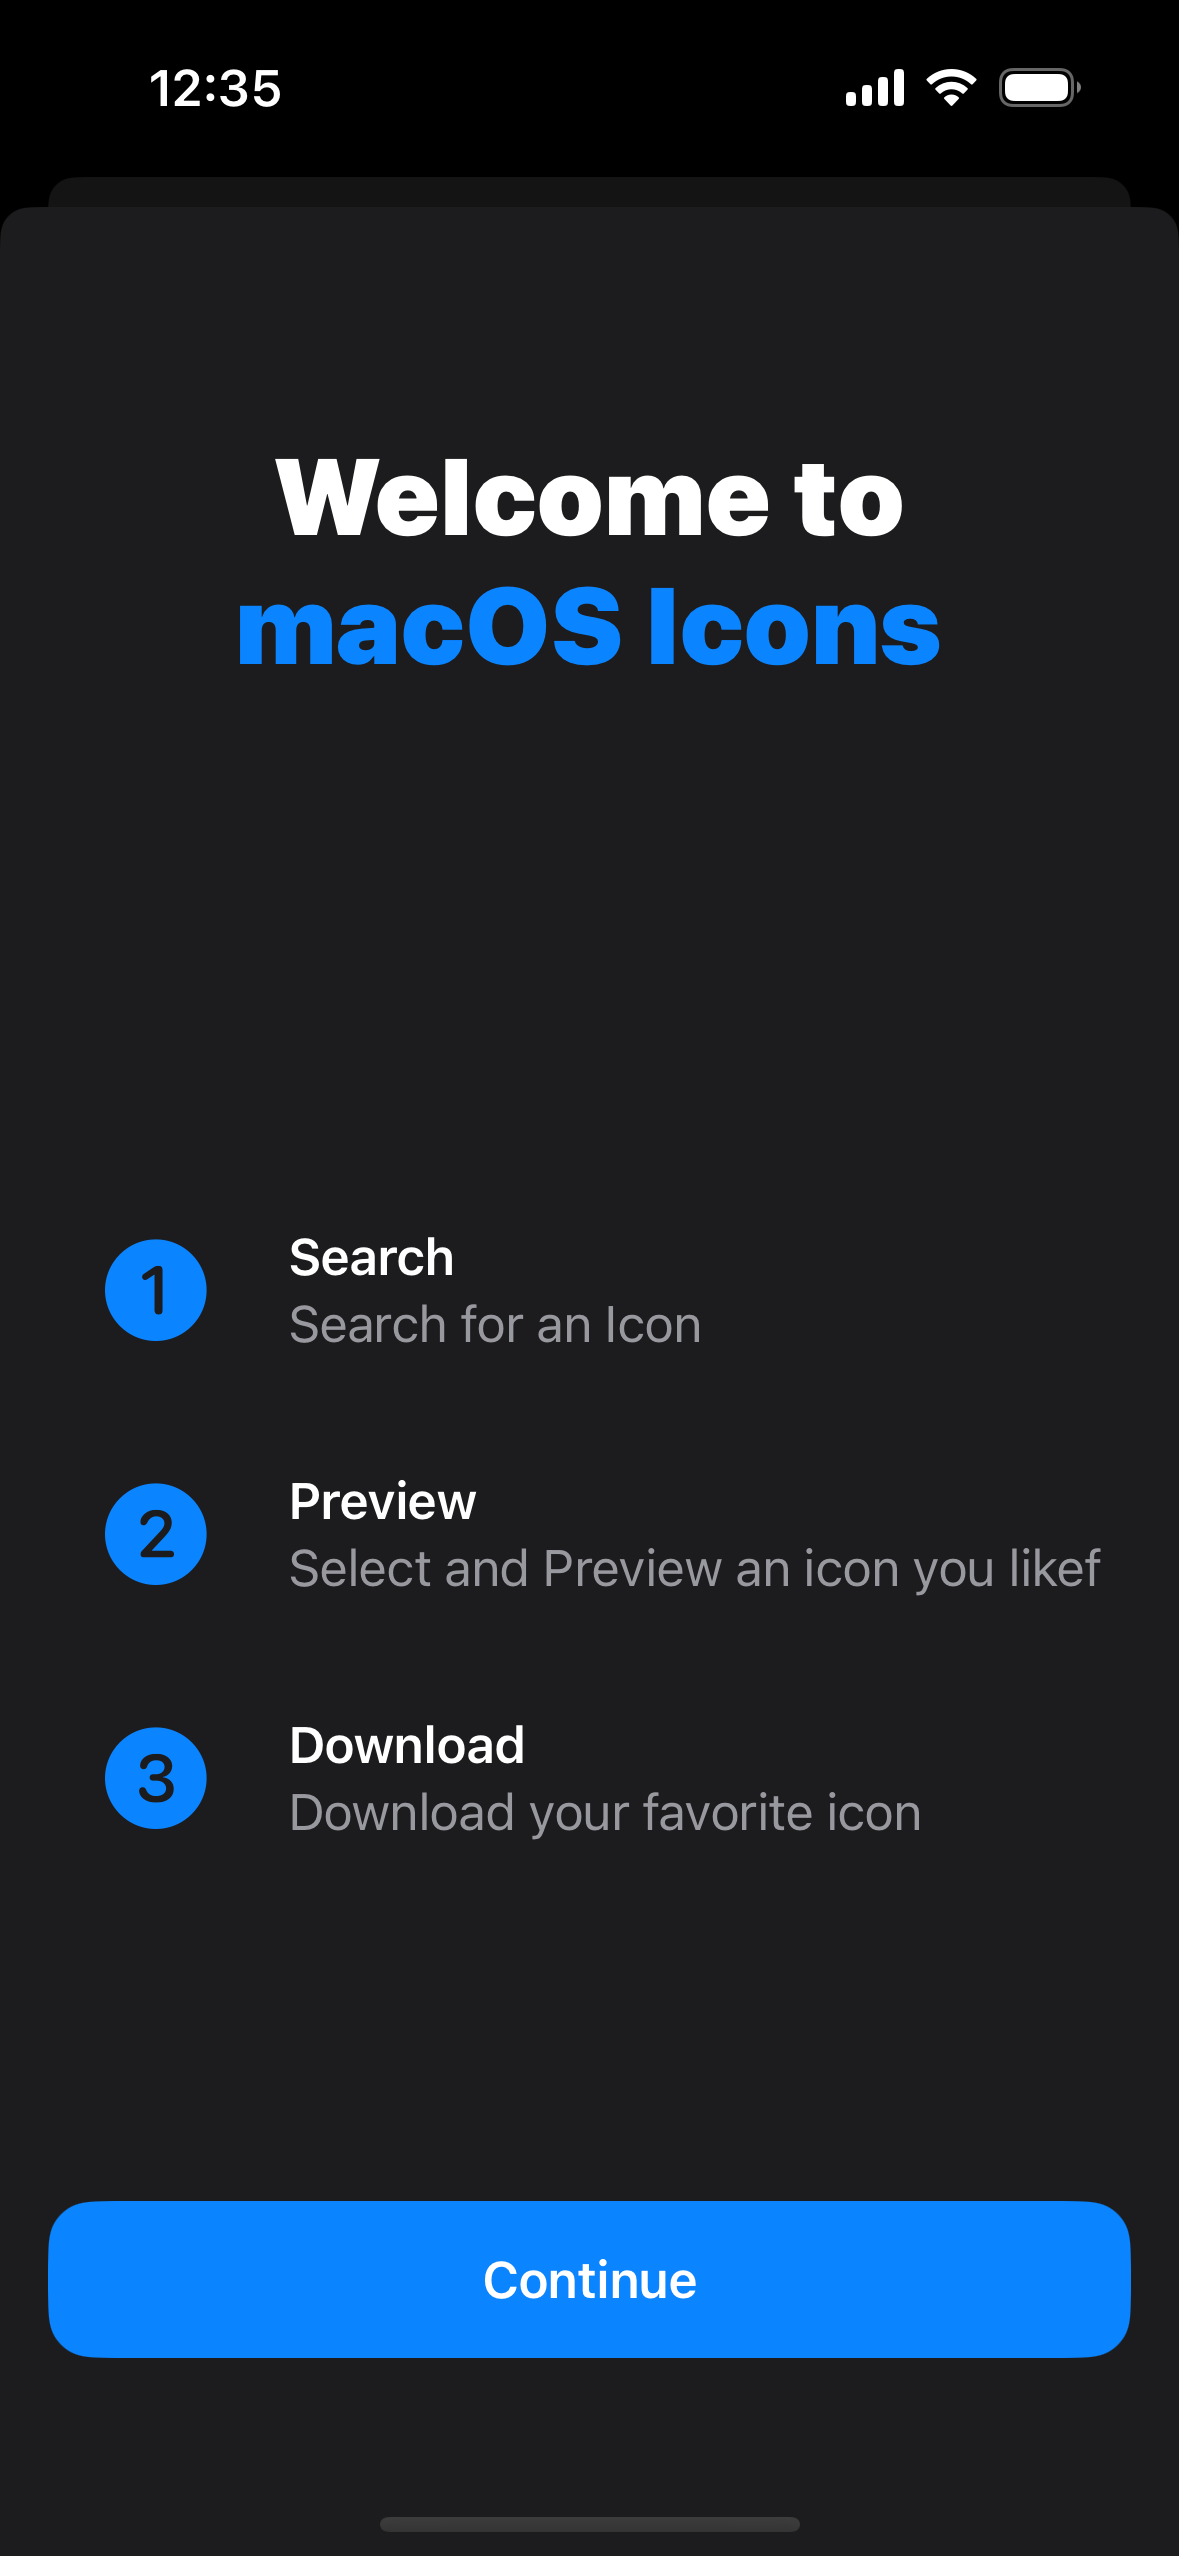 12:35
Welcome to
macOS Icons
1
Search
Search for an Icon
2
Preview
Select and Preview an icon you likef
3
Download
Download your favorite icon
Continue